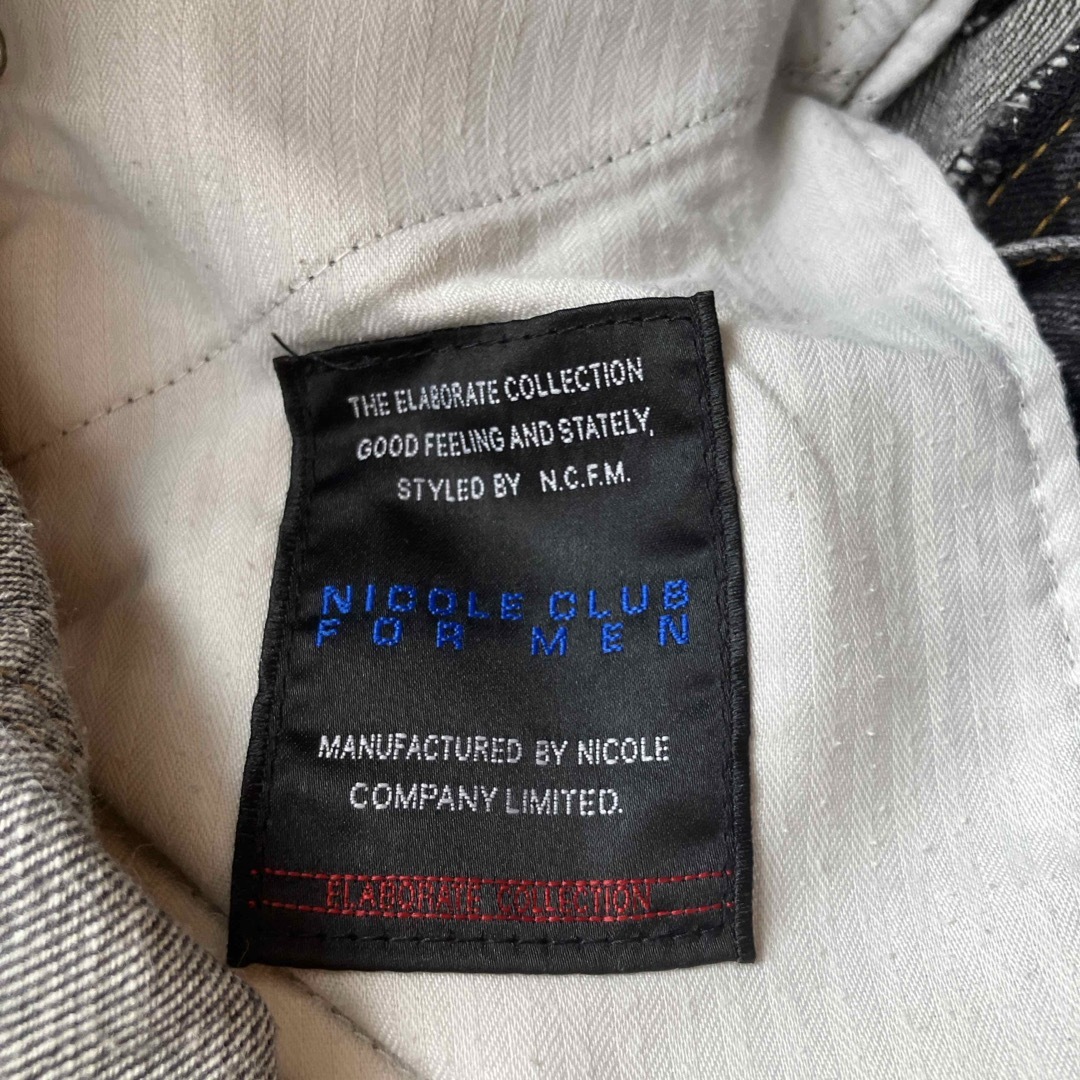 THE ELABORATE COLLECTION
GOOD FEELING AND STATELY,
STYLED BY N.C.F.M.
NICOLE CLUB
FOR MEN
MANUFACTURED BY NICOLE
COMPANY LIMITED.
ELABORATE COLLECTION